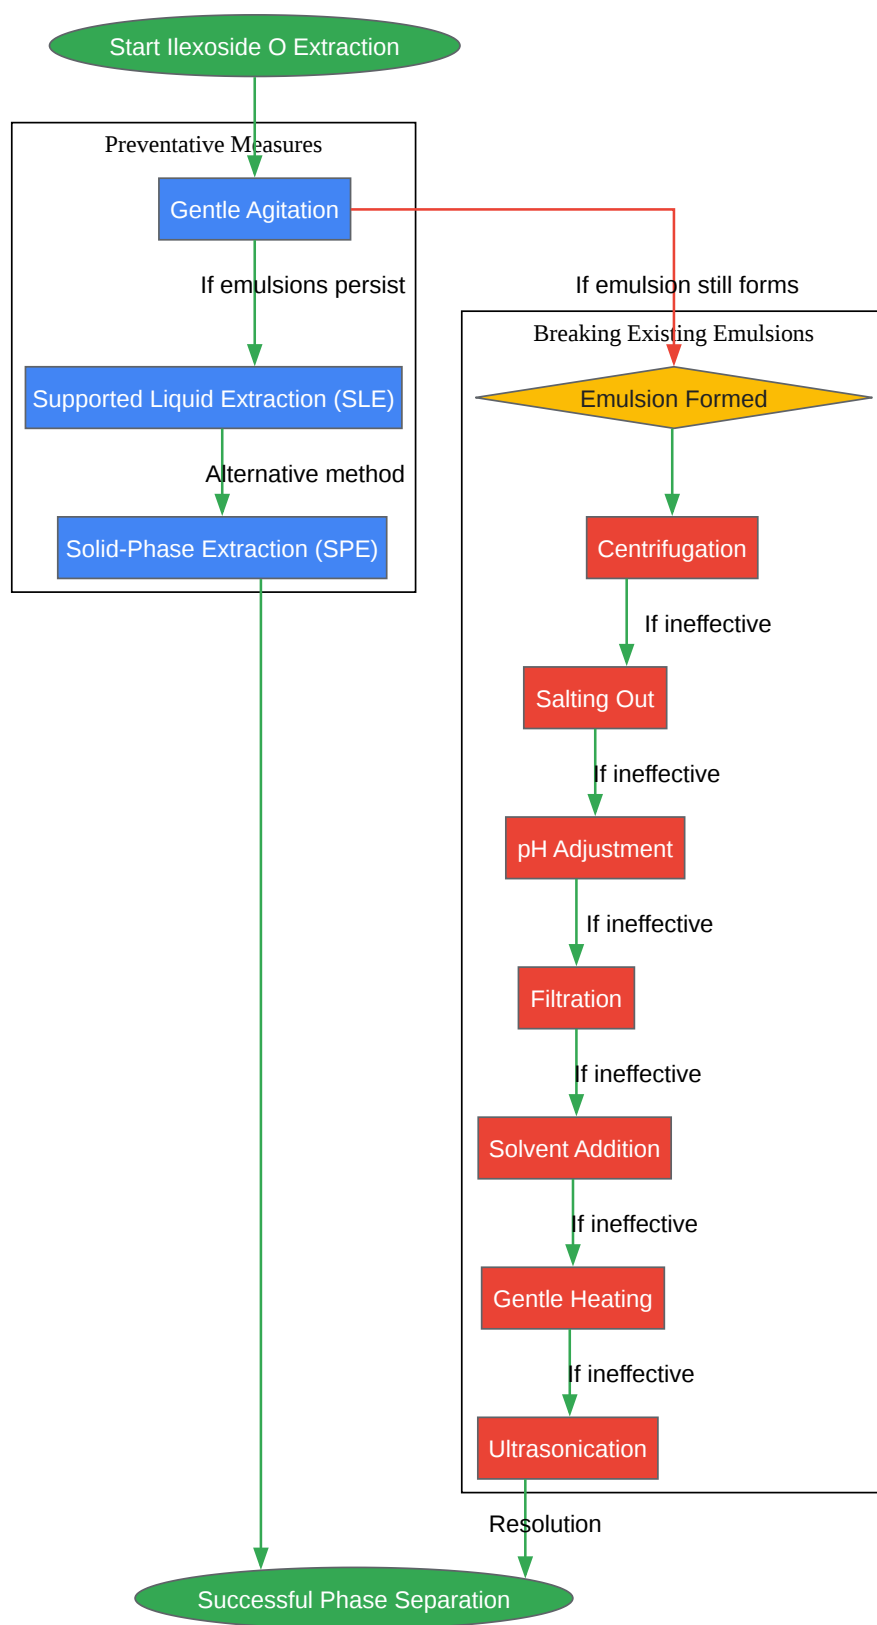 Start Ilexoside O Extraction
Preventative Measures
Gentle Agitation
If emulsions persist
Supported Liquid Extraction (SLE)
Alternative method
Solid-Phase Extraction (SPE)
If emulsion still forms
Breaking Existing Emulsions
Emulsion Formed
Centrifugation
If ineffective
Salting Out
If ineffective
pH Adjustment
If ineffective
Filtration
If ineffective
Solvent Addition
If ineffective
Gentle Heating
If ineffective
Ultrasonication
Resolution
Successful Phase Separation